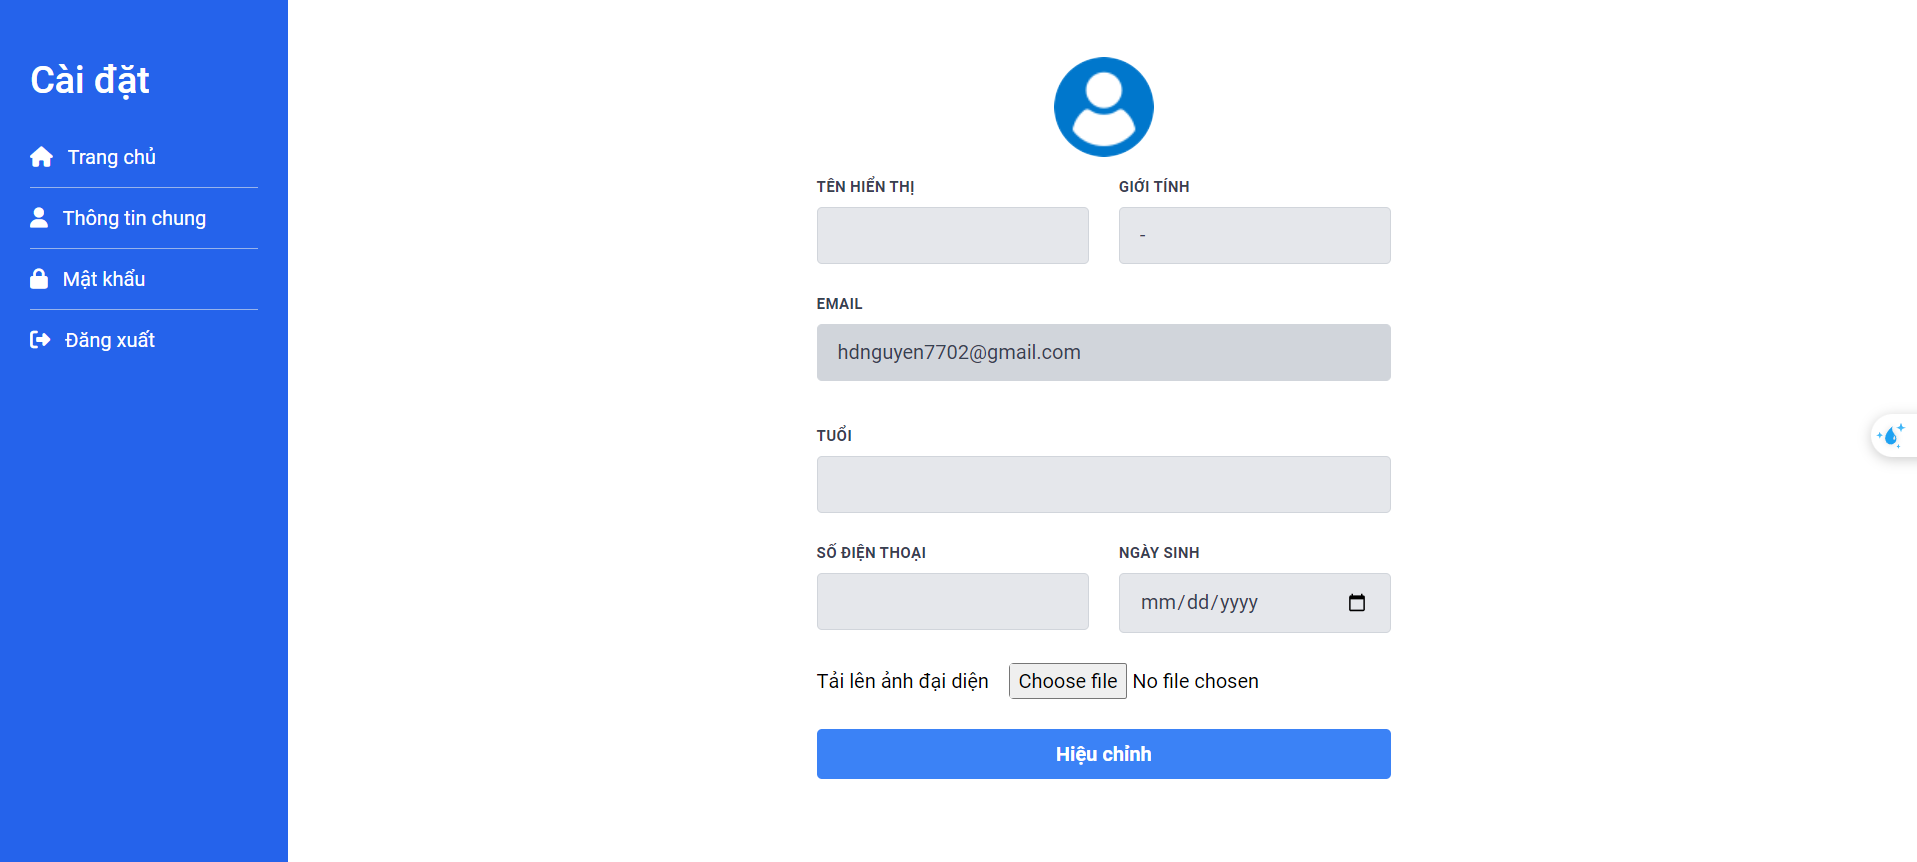 Cài đặt
Trang chủ
Thông tin chung
Mật khẩu
Đăng xuất
TÊN HIỂN THỊ
GIỚI TÍNH
-
EMAIL
hdnguyen7702@gmail.com
TUỔI
SỐ ĐIỆN THOẠI
NGÀY SINH
mm/dd/yyyy
Tải lên ảnh đại diện Choose file No file chosen
Hiệu chỉnh